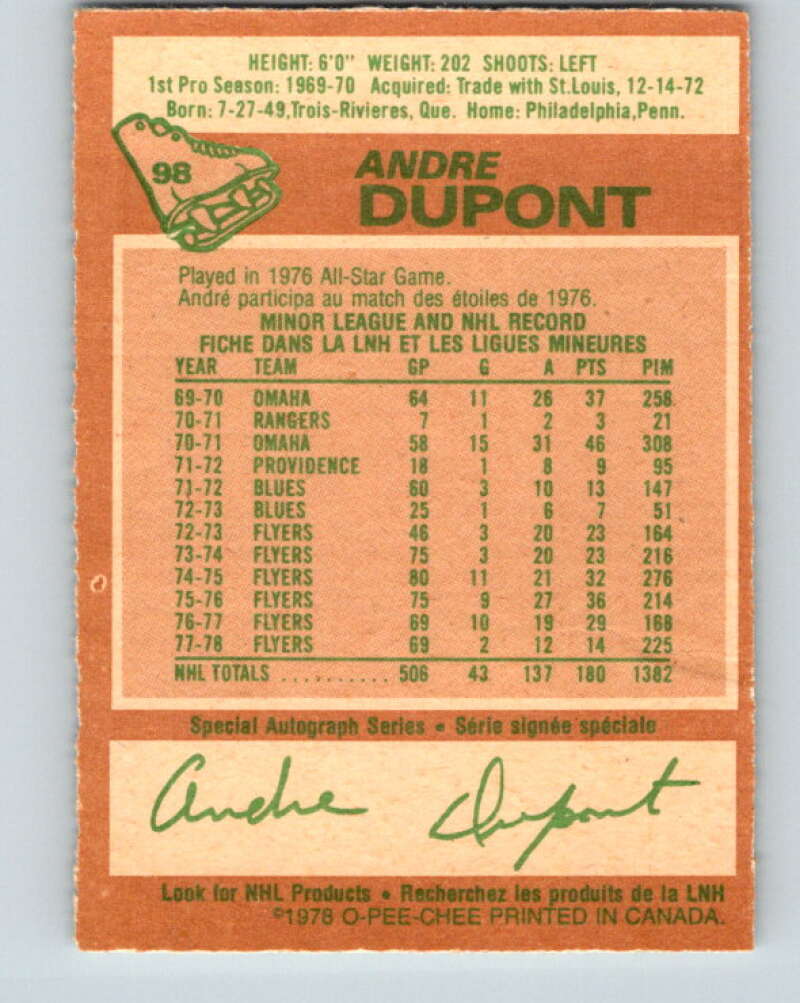 HEIGHT: 6'0" WEIGHT: 202 SHOOTS: LEFT
1st Pro Season: 1969-70 Acquired: Trade with St.Louis, 12-14-72
Born: 7-27-49,Trois-Rivieres, Que. Home: Philadelphia,Penn.
98
ANDRE
DUPONT
Played in 1976 All-Star Game.
André participa au match des étoiles de 1976.
MINOR LEAGUE AND NHL RECORD
FICHE DANS LA LNH ET LES LIGUES MINEURES
YEAR TEAM GP G A PTS PIM
69-70 OMAHA 64 11 26 37 258
70-71 RANGERS 7 1 2 3 21
70-71 OMAHA 58 15 31 46 308
71-72 PROVIDENCE 18 1 8 9 95
71-72 BLUES 60 3 10 13 147
72-73 BLUES 25 1 6 7 51
72-73 FLYERS 46 3 20 23 164
73-74 FLYERS 75 3 20 23 216
74-75 FLYERS 80 11 21 32 276
75-76 FLYERS 75 9 27 36 214
76-77 FLYERS 69 10 19 29 168
77-78 FLYERS 69 2 12 14 225
NHL TOTALS .......... 506 43 137 180 1382
Special Autograph Series • Série signée spéciale
Andre Dupont
Look for NHL Products • Recherchez les produits de la LNH
©1978 O-PEE-CHEE PRINTED IN CANADA.